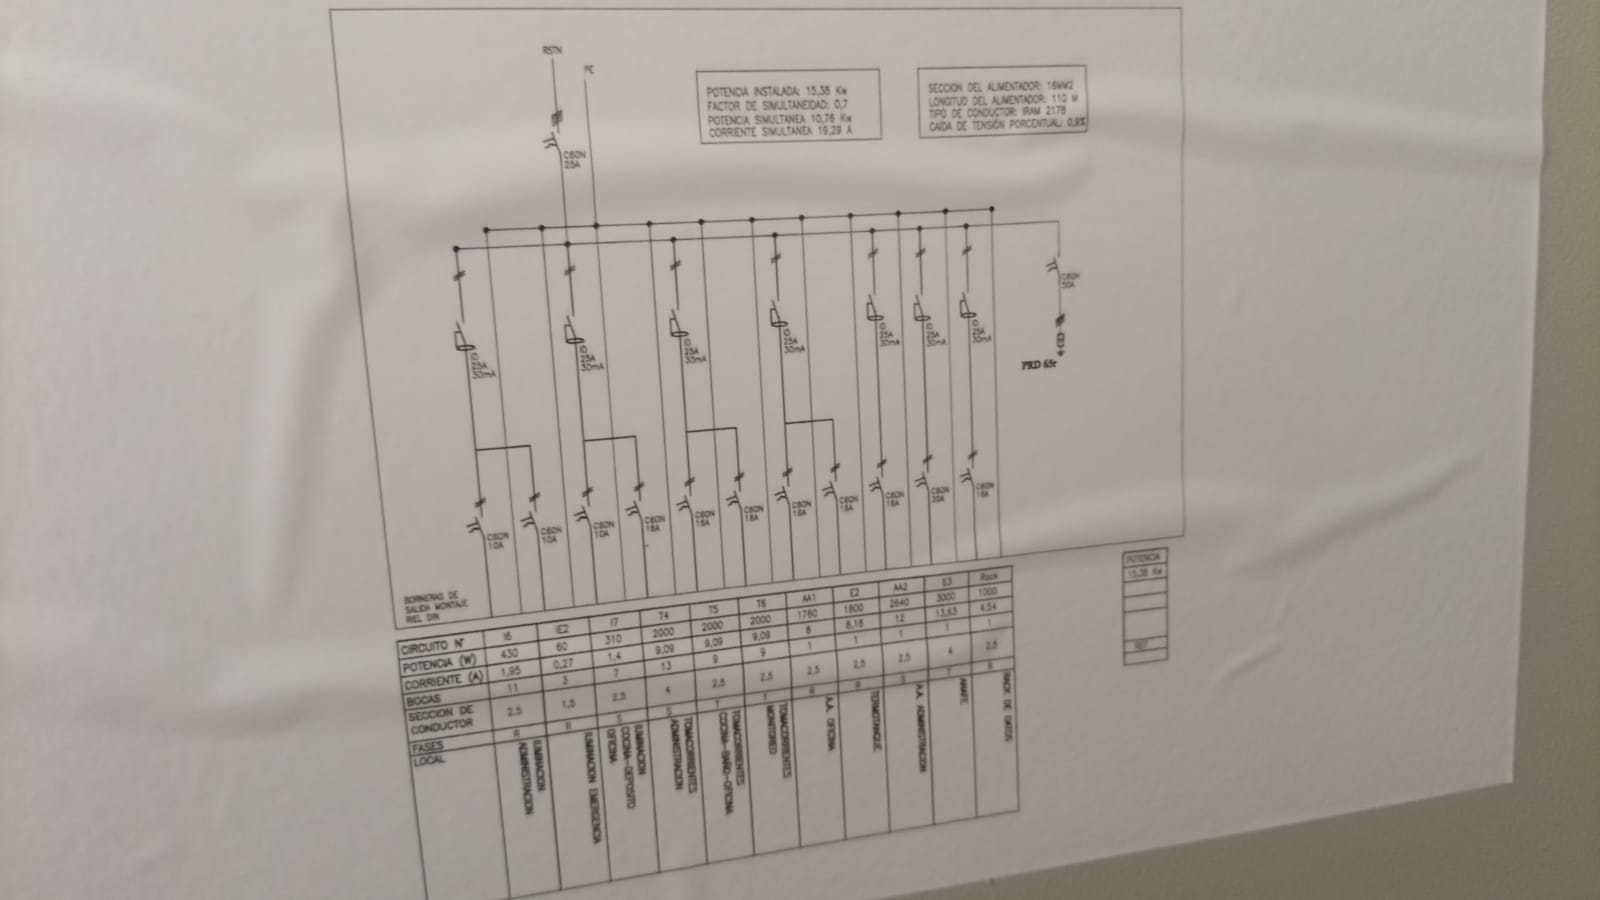 RSTN
PE
POTENCIA INSTALADA: 15,38 Kw
FACTOR DE SIMULTANEIDAD: 0,7
POTENCIA SIMULTANEA 10,76 Kw
CORRIENTE SIMULTANEA 19,29 A
SECCION DEL ALIMENTADOR: 16MM2
LONGITUD DEL ALIMENTADOR: 110 M
TIPO DE CONDUCTOR: IRAM 2178
CAIDA DE TENSIÓN PORCENTUAL: 0,9%
C60N
25A
ID
25A
30mA
ID
25A
30mA
ID
25A
30mA
ID
25A
30mA
ID
25A
30mA
ID
25A
30mA
ID
25A
30mA
C60H
50A
PRD 65r
C60N
10A
C60N
10A
C60N
10A
C60N
16A
C60N
16A
C60N
16A
C60N
16A
C60N
16A
C60N
16A
C60N
20A
C60N
16A
BORNERAS DE
SALIDA MONTAJE
RIEL DIN
CIRCUITO N° I6 IE2 I7 T4 T5 T6 AA1 E2 AA2 E3 Rack
POTENCIA (W) 430 60 310 2000 2000 2000 1760 1800 2640 3000 1000
CORRIENTE (A) 1,95 0,27 1,4 9,09 9,09 9,09 8 8,18 12 13,63 4,54
BOCAS 11 3 7 13 9 9 1 1 1 1 1
SECCION DE
CONDUCTOR 2,5 1,5 2,5 4 2,5 2,5 2,5 2,5 2,5 4 2,5
FASES R R S S T T R R S T R
LOCAL
ILUMINACION
ADMINISTRACION
ILUMINACION EMERGENCIA
ILUMINACION
COCINA-DEPOSITO
OFICINA
TOMACORRIENTES
ADMINISTRACION
TOMACORRIENTES
COCINA-BAÑO-OFICINA
TOMACORRIENTES
MONITOREO
A.A. OFICINA
TERMOTANQUE
A.A. ADMINISTRACION
ANAFE
RACK DE DATOS
POTENCIA
15,38 Kw
RST